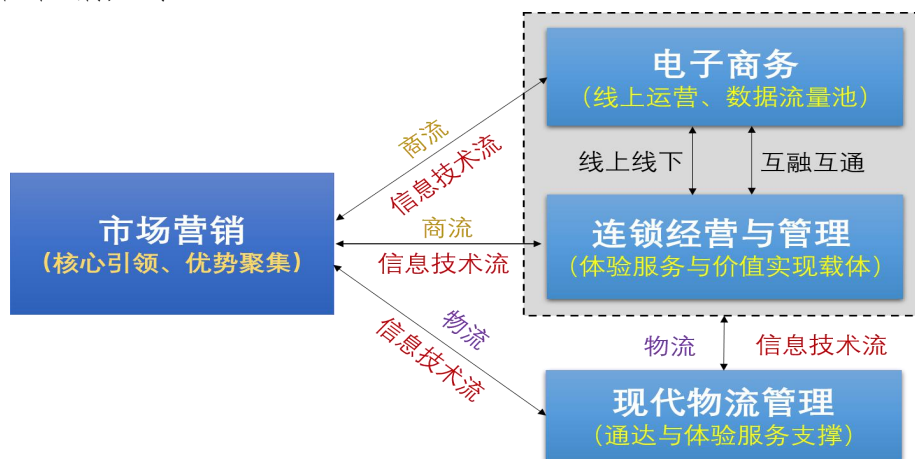 电子商务
（线上运营、数据流量池）
商流
信息技术流
线上线下
互融互通
市场营销
(核心引领、优势聚集)
商流
信息技术流
连锁经营与管理
（体验服务与价值实现载体）
物流
信息技术流
物流
信息技术流
现代物流管理
（通达与体验服务支撑）